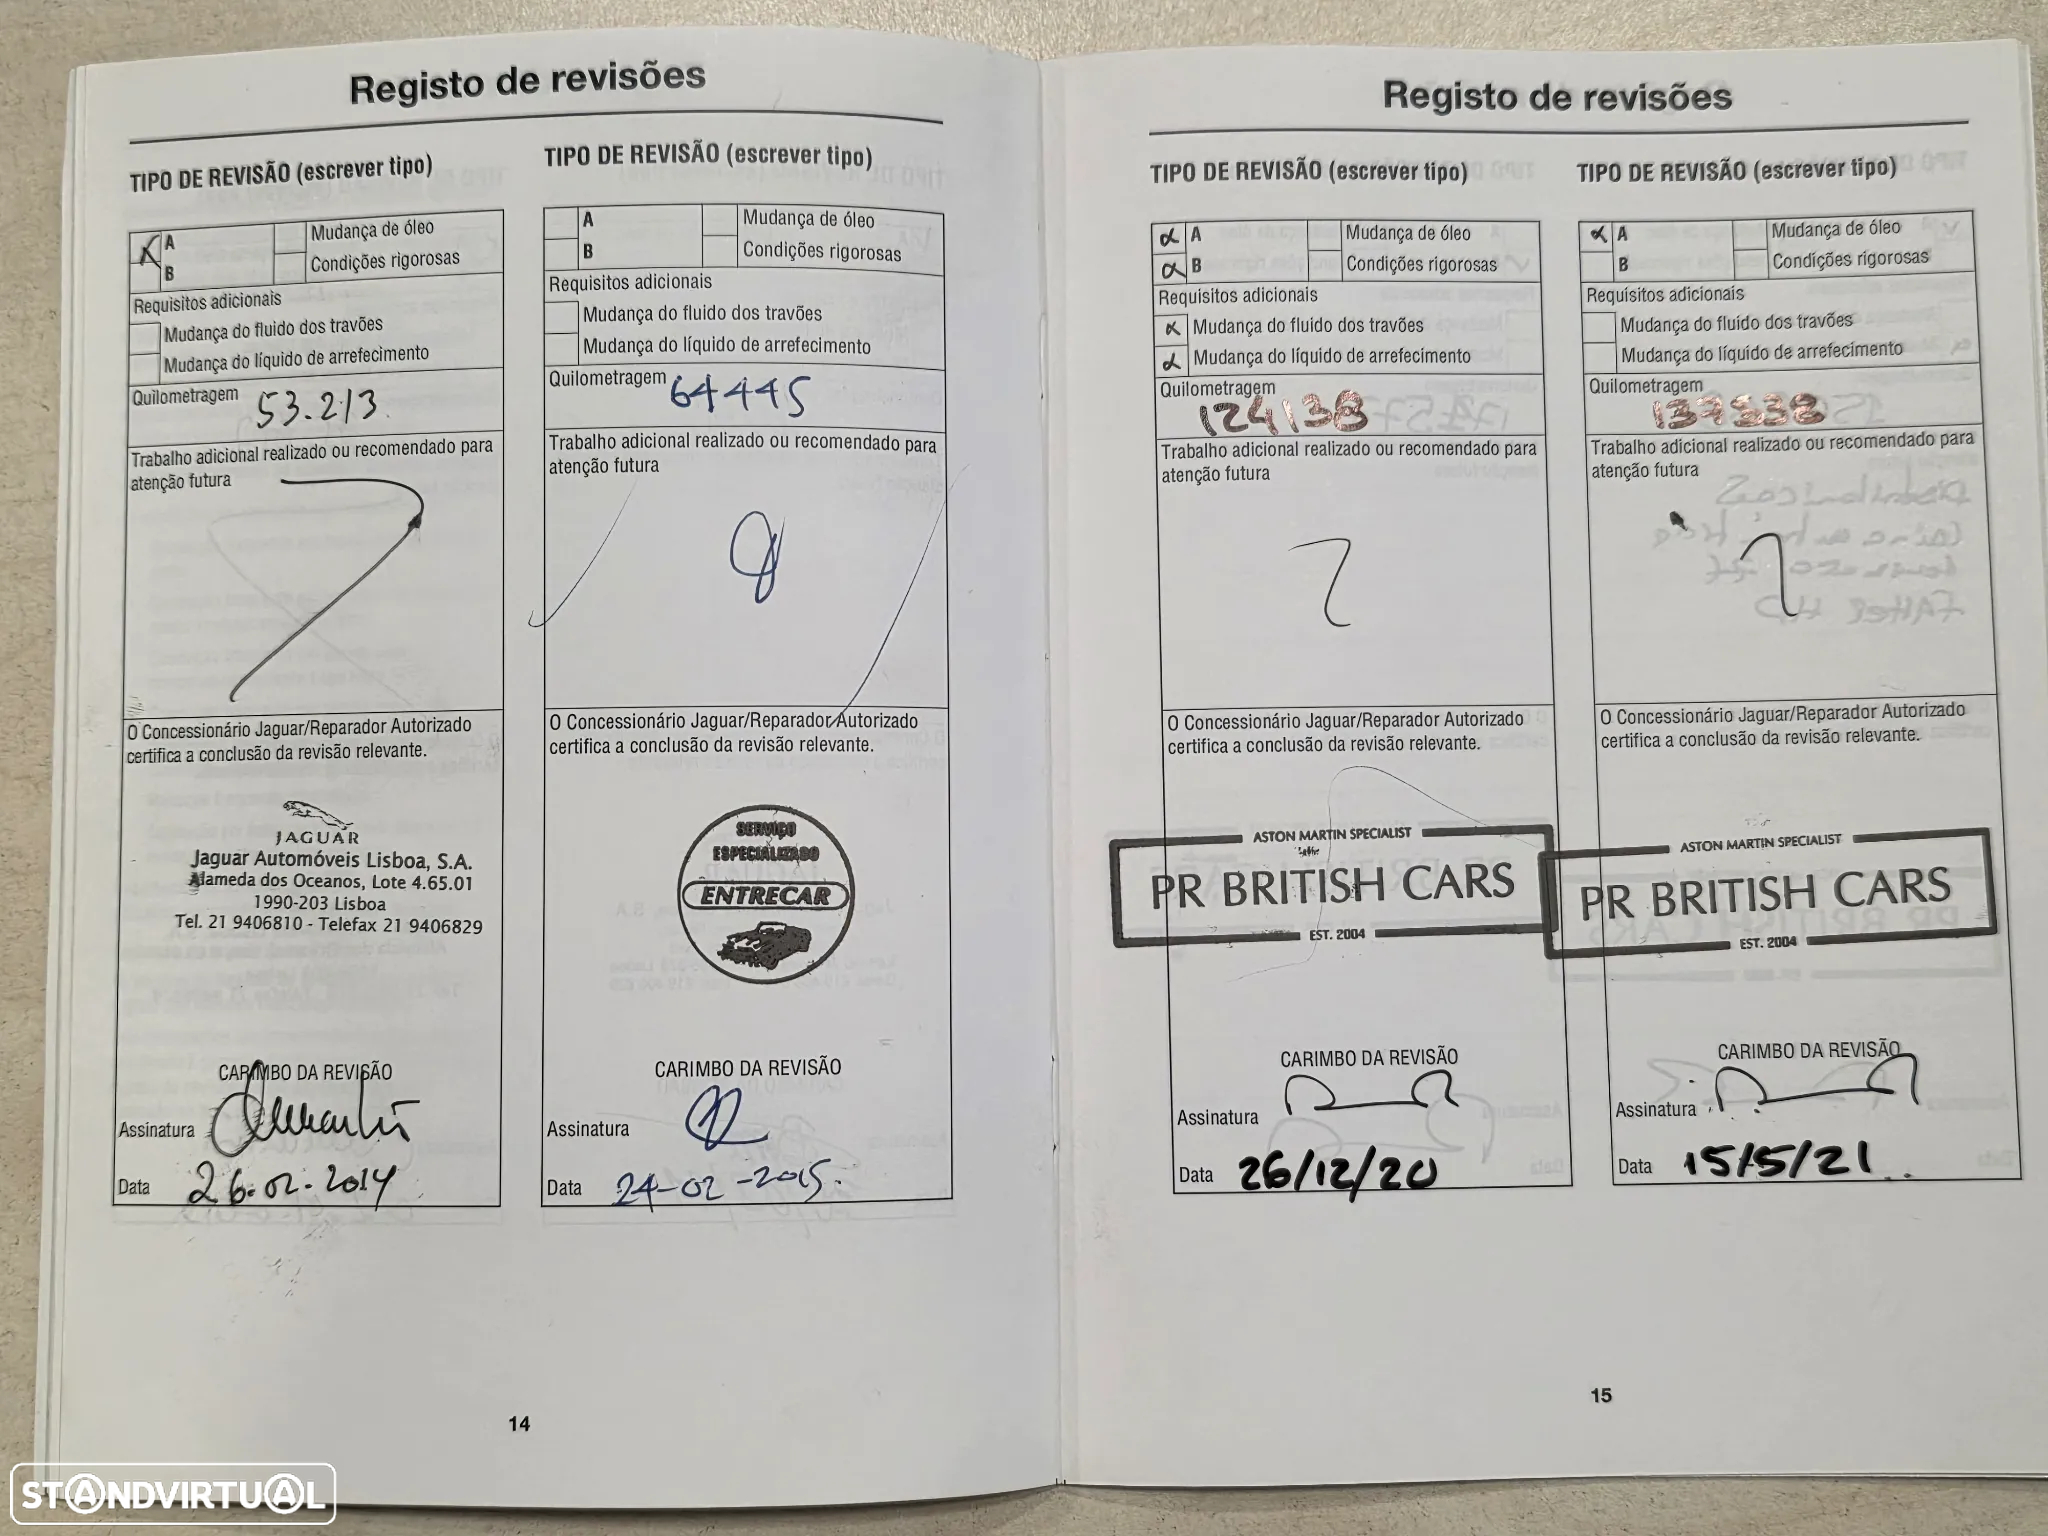 Registo de revisões
TIPO DE REVISÃO (escrever tipo)
A
Mudança de óleo
B
Condições rigorosas
Requisitos adicionais
Mudança do fluido dos travões
Mudança do líquido de arrefecimento
Quilometragem 53.213
Trabalho adicional realizado ou recomendado para
atenção futura
O Concessionário Jaguar/Reparador Autorizado
certifica a conclusão da revisão relevante.
JAGUAR
Jaguar Automóveis Lisboa, S.A.
Alameda dos Oceanos, Lote 4.65.01
1990-203 Lisboa
Tel. 21 9406810 - Telefax 21 9406829
CARIMBO DA REVISÃO
Assinatura
Data 26.02.2014
TIPO DE REVISÃO (escrever tipo)
A
Mudança de óleo
B
Condições rigorosas
Requisitos adicionais
Mudança do fluido dos travões
Mudança do líquido de arrefecimento
Quilometragem 64445
Trabalho adicional realizado ou recomendado para
atenção futura
O Concessionário Jaguar/Reparador Autorizado
certifica a conclusão da revisão relevante.
SERVIÇO
ESPECIALIZADO
ENTRECAR
CARIMBO DA REVISÃO
Assinatura
Data 24-02-2015.
14
Registo de revisões
TIPO DE REVISÃO (escrever tipo)
A
Mudança de óleo
B
Condições rigorosas
Requisitos adicionais
Mudança do fluido dos travões
Mudança do líquido de arrefecimento
Quilometragem
124138
Trabalho adicional realizado ou recomendado para
atenção futura
O Concessionário Jaguar/Reparador Autorizado
certifica a conclusão da revisão relevante.
ASTON MARTIN SPECIALIST
PR BRITISH CARS
EST. 2004
CARIMBO DA REVISÃO
Assinatura
Data 26/12/20
TIPO DE REVISÃO (escrever tipo)
A
Mudança de óleo
B
Condições rigorosas
Requisitos adicionais
Mudança do fluido dos travões
Mudança do líquido de arrefecimento
Quilometragem
137338
Trabalho adicional realizado ou recomendado para
atenção futura
O Concessionário Jaguar/Reparador Autorizado
certifica a conclusão da revisão relevante.
ASTON MARTIN SPECIALIST
PR BRITISH CARS
EST. 2004
CARIMBO DA REVISÃO
Assinatura
Data 15/5/21
15
STANDVIRTUAL